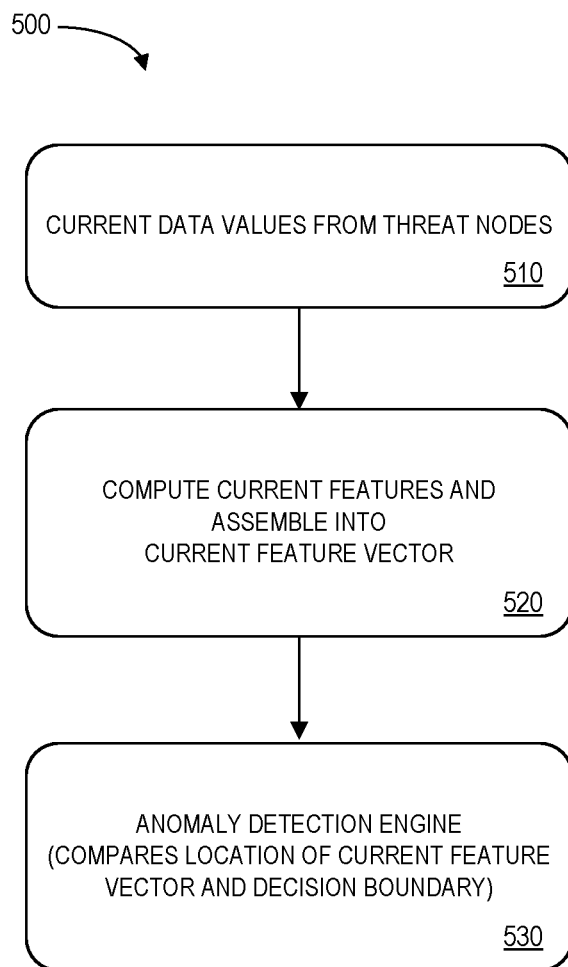 500
CURRENT DATA VALUES FROM THREAT NODES
510
COMPUTE CURRENT FEATURES AND
ASSEMBLE INTO
CURRENT FEATURE VECTOR
520
ANOMALY DETECTION ENGINE
(COMPARES LOCATION OF CURRENT FEATURE
VECTOR AND DECISION BOUNDARY)
530